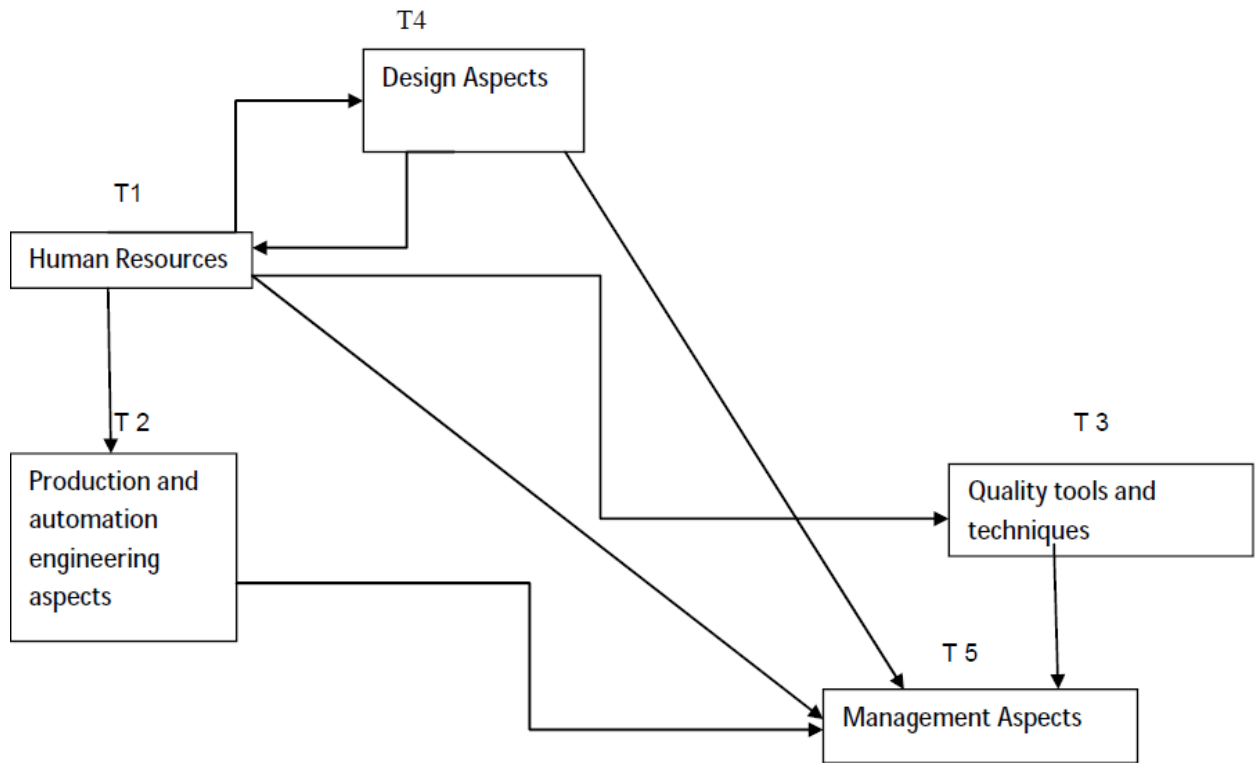 T4
Design Aspects
T1
Human Resources
T 2
Production and
automation
engineering
aspects
T 3
Quality tools and
techniques
T 5
Management Aspects